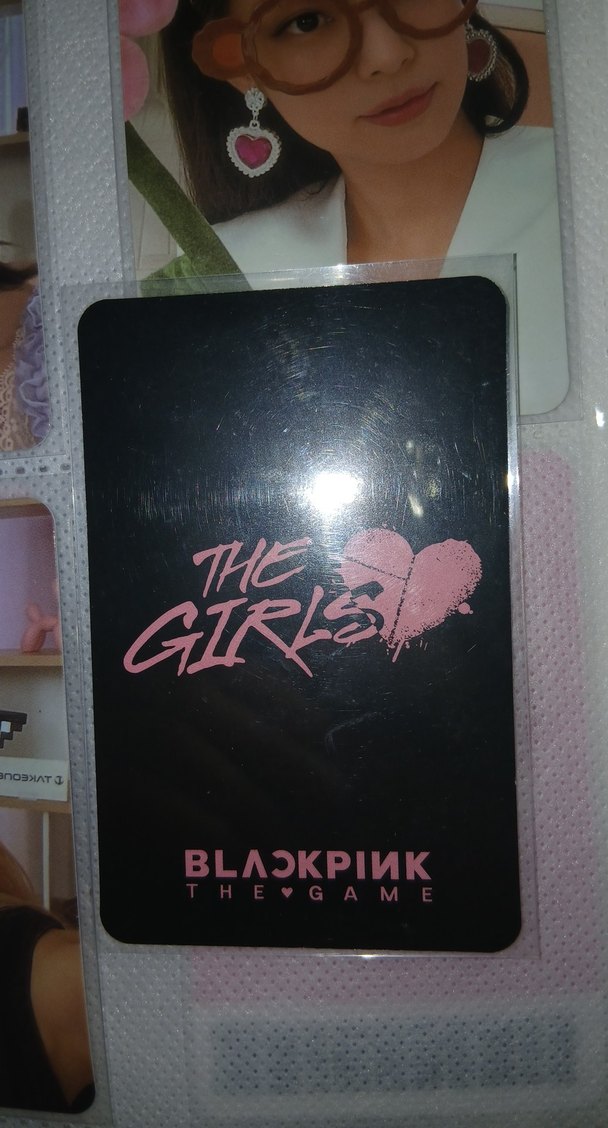 THE
GIRLS
BLACKPINK
THE♥GAME